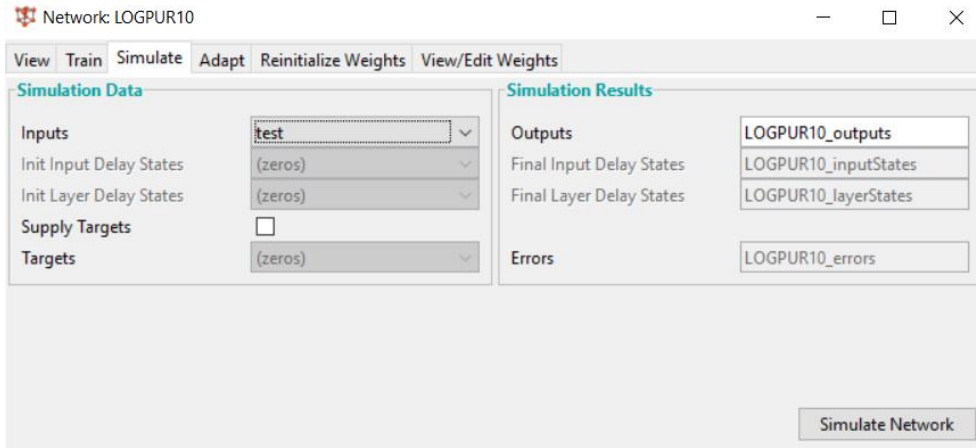 Network: LOGPUR10
View Train Simulate Adapt Reinitialize Weights View/Edit Weights
Simulation Data
Inputs test
Init Input Delay States (zeros)
Init Layer Delay States (zeros)
Supply Targets
Targets (zeros)
Simulation Results
Outputs LOGPUR10_outputs
Final Input Delay States LOGPUR10_inputStates
Final Layer Delay States LOGPUR10_layerStates
Errors LOGPUR10_errors
Simulate Network